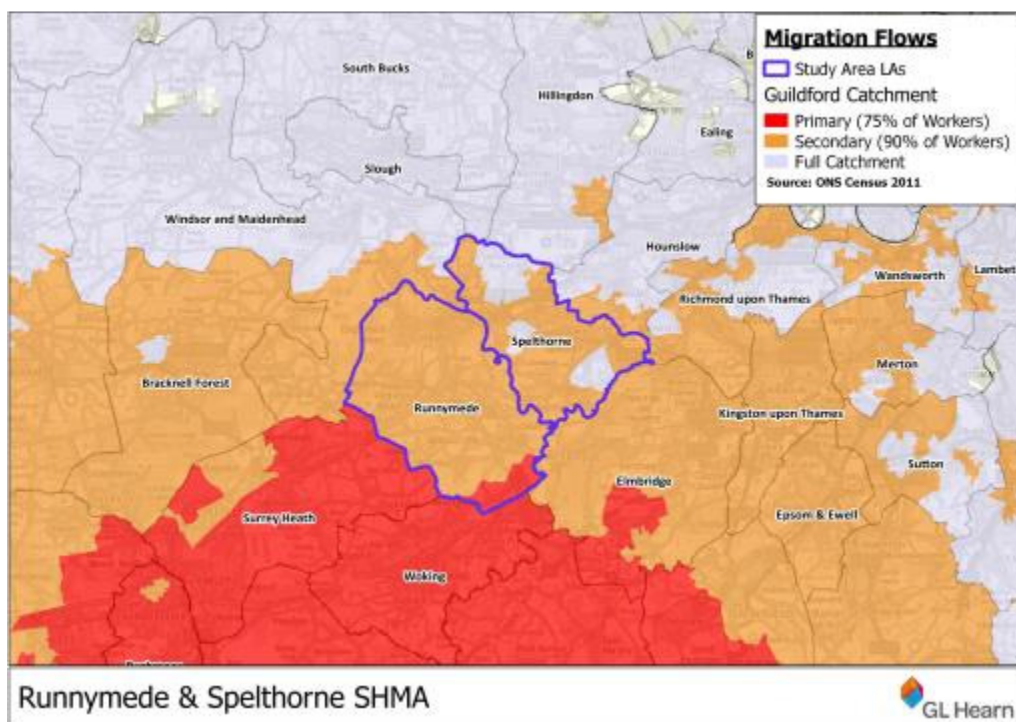 Migration Flows
Study Area LAs
Guildford Catchment
Primary (75% of Workers)
Secondary (90% of Workers)
Full Catchment
Source: ONS Census 2011
South Bucks
Hillingdon
Ealing
Slough
Windsor and Maidenhead
Hounslow
Wandsworth
Lambet
Richmond upon Thames
Spelthorne
Merton
Bracknell Forest
Runnymede
Kingston upon Thames
Sutton
Elmbridge
Surrey Heath
Epsom & Ewell
Woking
Runnymede & Spelthorne SHMA
GL Hearn